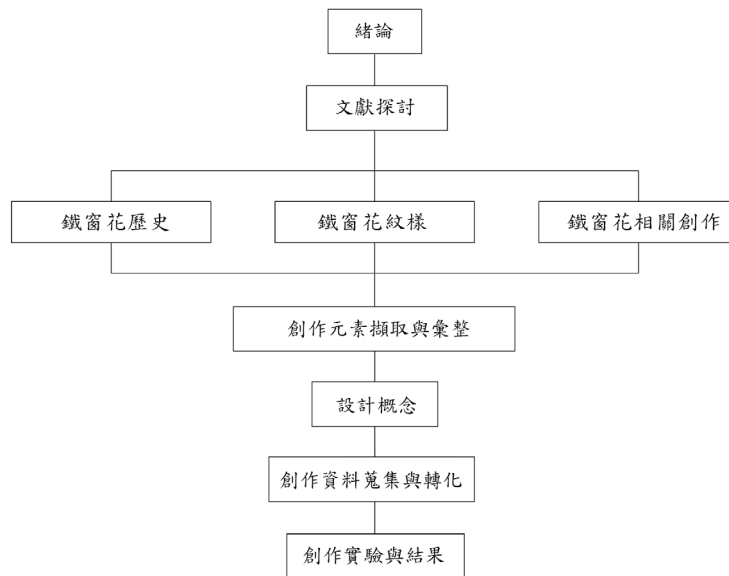 緒論
文獻探討
鐵窗花歷史
鐵窗花紋樣
鐵窗花相關創作
創作元素擷取與彙整
設計概念
創作資料蒐集與轉化
創作實驗與結果